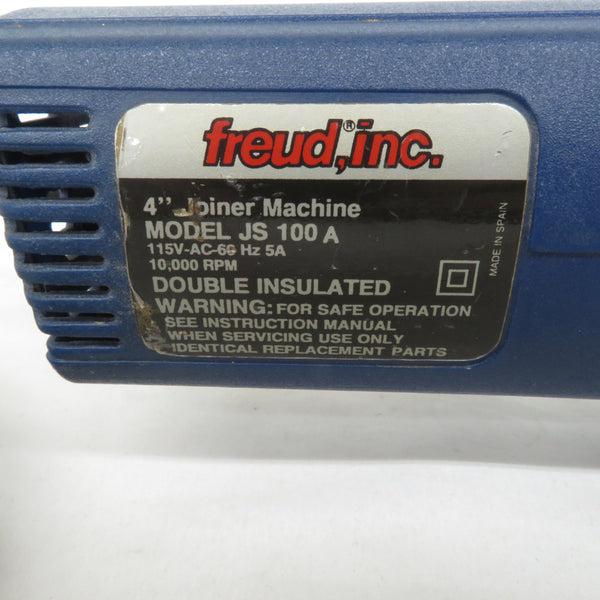 freud,® inc.
4" Joiner Machine
MODEL JS 100 A
115V-AC-60 Hz 5A
10,000 RPM
DOUBLE INSULATED
WARNING: FOR SAFE OPERATION
SEE INSTRUCTION MANUAL
WHEN SERVICING USE ONLY
IDENTICAL REPLACEMENT PARTS
MADE IN SPAIN